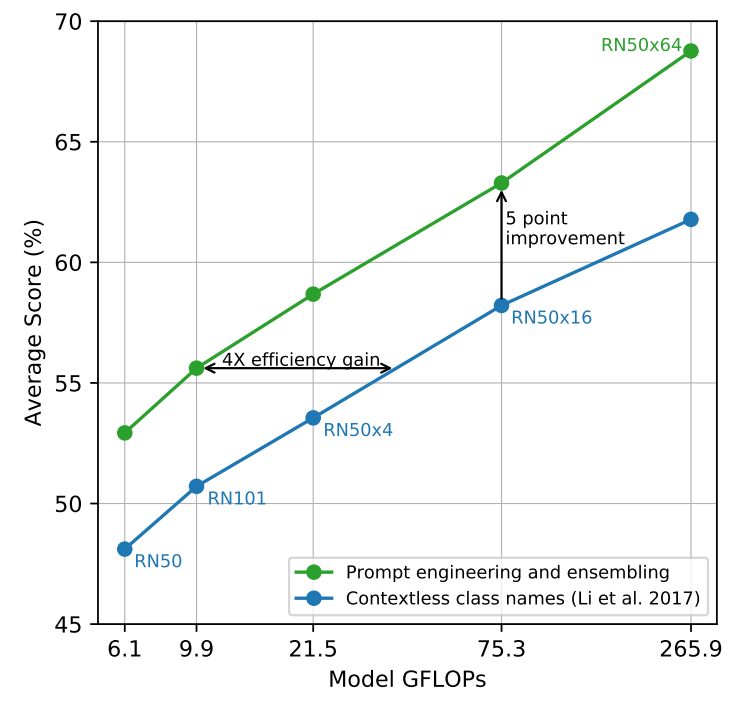 70
65
60
55
50
45
Average Score (%)
RN50x64
5 point
improvement
RN50x16
4X efficiency gain
RN50x4
RN101
RN50
Prompt engineering and ensembling
Contextless class names (Li et al. 2017)
6.1 9.9 21.5 75.3 265.9
Model GFLOPs